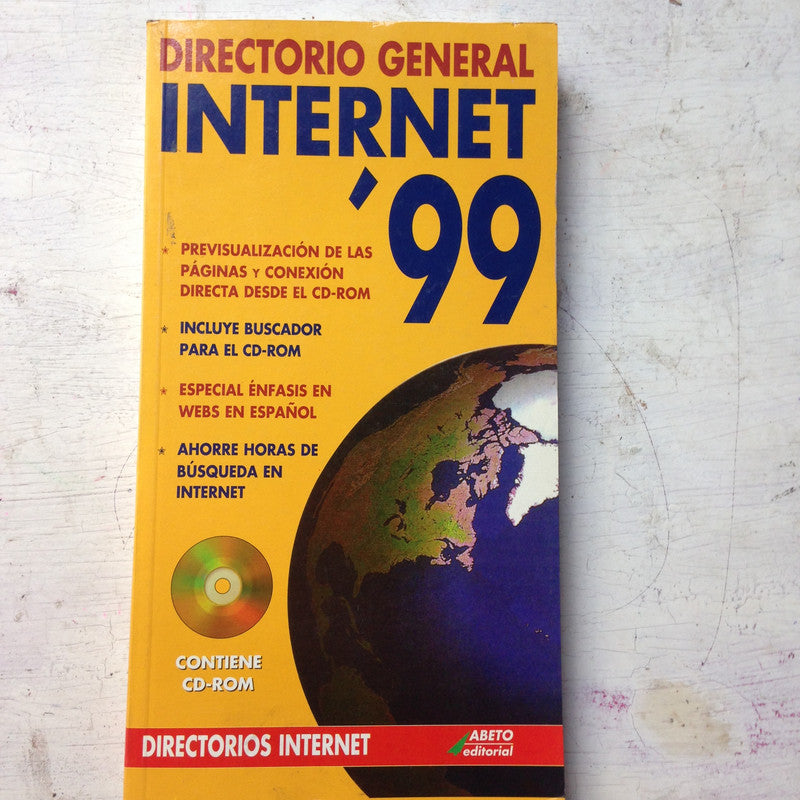 DIRECTORIO GENERAL
INTERNET
'99
* PREVISUALIZACIÓN DE LAS
PÁGINAS Y CONEXIÓN
DIRECTA DESDE EL CD-ROM
* INCLUYE BUSCADOR
PARA EL CD-ROM
* ESPECIAL ÉNFASIS EN
WEBS EN ESPAÑOL
* AHORRE HORAS DE
BÚSQUEDA EN
INTERNET
CONTIENE
CD-ROM
DIRECTORIOS INTERNET
ABETO
editorial